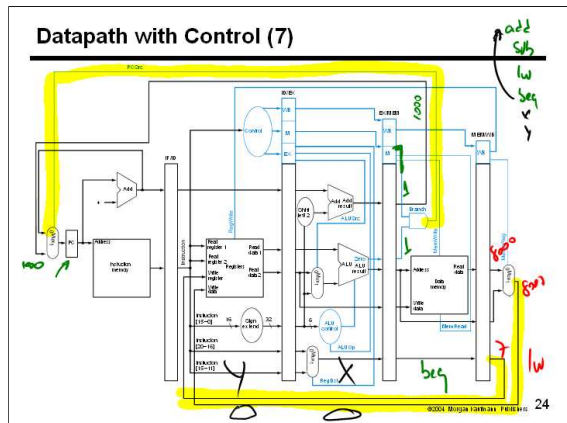 Datapath with Control (7)
add
sub
lw
beq
x
y
PCSrc
1000
ID/EX
WB
EX/MEM
Control
M
WB
MEM/WB
EX
M
WB
IF/ID
Add
Add Add result
Branch
Shift left 2
ALUSrc
RegWrite
MemWrite
MemtoReg
1
1
8000
PC
Address
Instruction memory
Instruction
Read register 1
Read data 1
Read register 2
Registers
Read data 2
Write register
Write data
Zero
ALU ALU result
Address
Read data
Data memory
Write data
1000
8000
Instruction [15–0]
16
Sign extend
32
6
ALU control
MemRead
Instruction [20–16]
ALUOp
7
lw
Instruction [15–11]
RegDst
Y
X
beq
©2004 Morgan Kaufmann Publishers
24